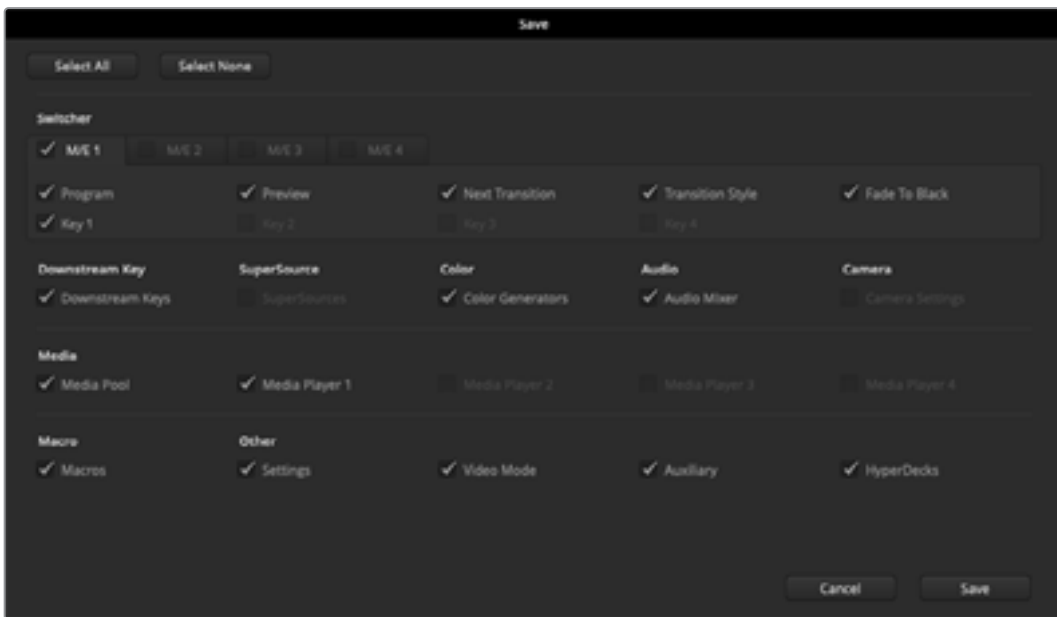 Save
Select All Select None
Switcher
M/E 1 M/E 2 M/E 3 M/E 4
Program Preview Next Transition Transition Style Fade To Black
Key 1 Key 2 Key 3 Key 4
Downstream Key SuperSource Color Audio Camera
Downstream Keys SuperSources Color Generators Audio Mixer Camera Settings
Media
Media Pool Media Player 1 Media Player 2 Media Player 3 Media Player 4
Macro Other
Macros Settings Video Mode Auxiliary HyperDecks
Cancel Save